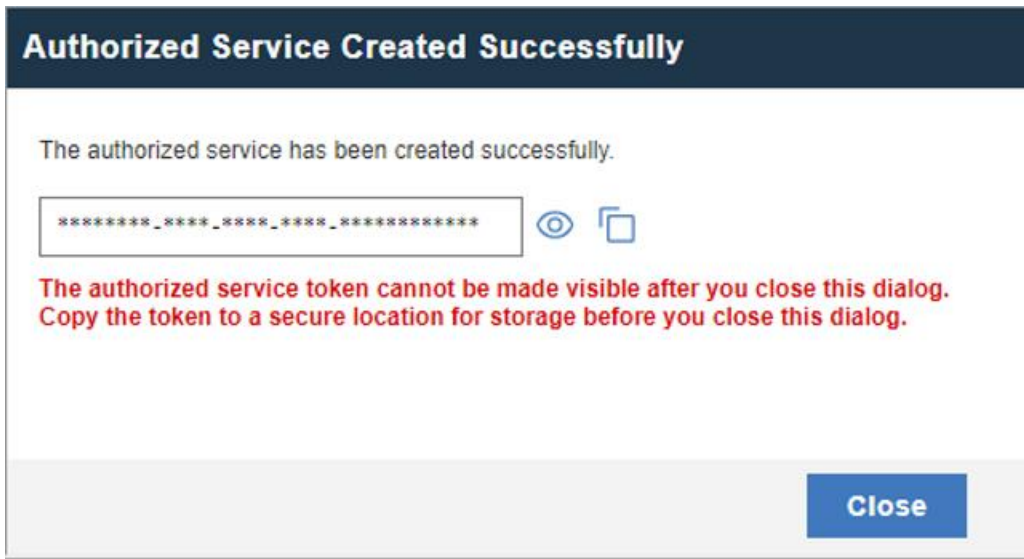 Authorized Service Created Successfully
The authorized service has been created successfully.
********-****-****-****-************
The authorized service token cannot be made visible after you close this dialog.
Copy the token to a secure location for storage before you close this dialog.
Close